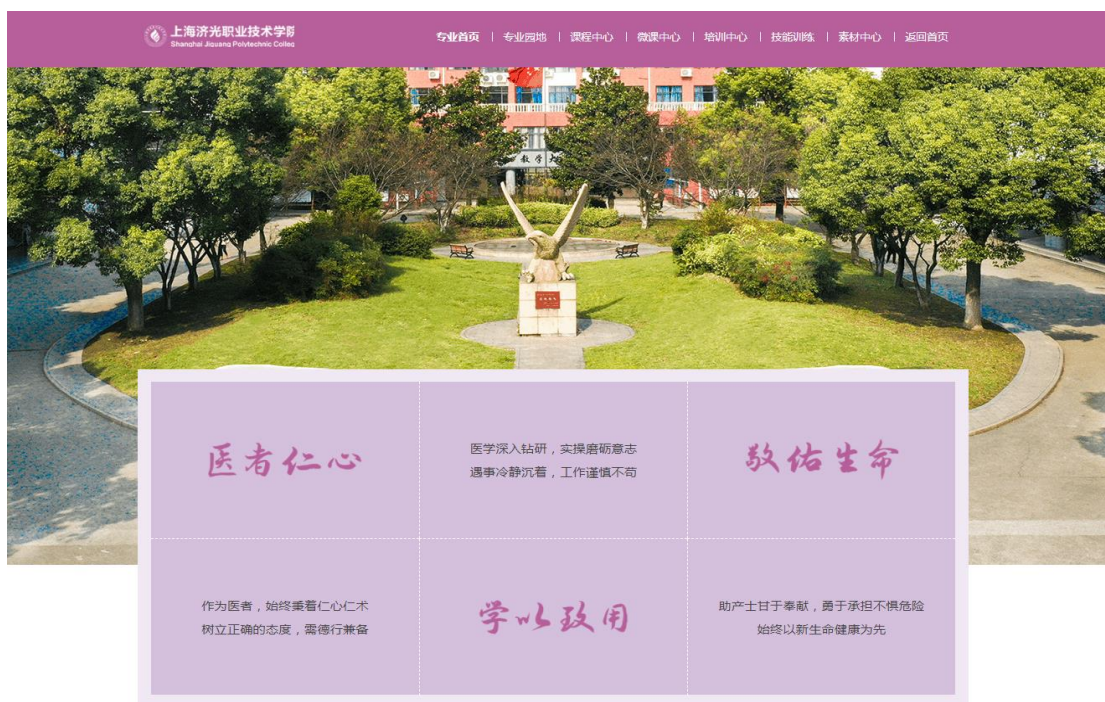 上海济光职业技术学院
Shanghai Jiguang Polytechnic Colleg
专业首页 | 专业园地 | 课程中心 | 微课中心 | 培训中心 | 技能训练 | 素材中心 | 返回首页
教学大
医者仁心
医学深入钻研，实操磨砺意志
遇事冷静沉着，工作谨慎不苟
敬佑生命
作为医者，始终秉着仁心仁术
树立正确的态度，需德行兼备
学以致用
助产士甘于奉献，勇于承担不惧危险
始终以新生命健康为先